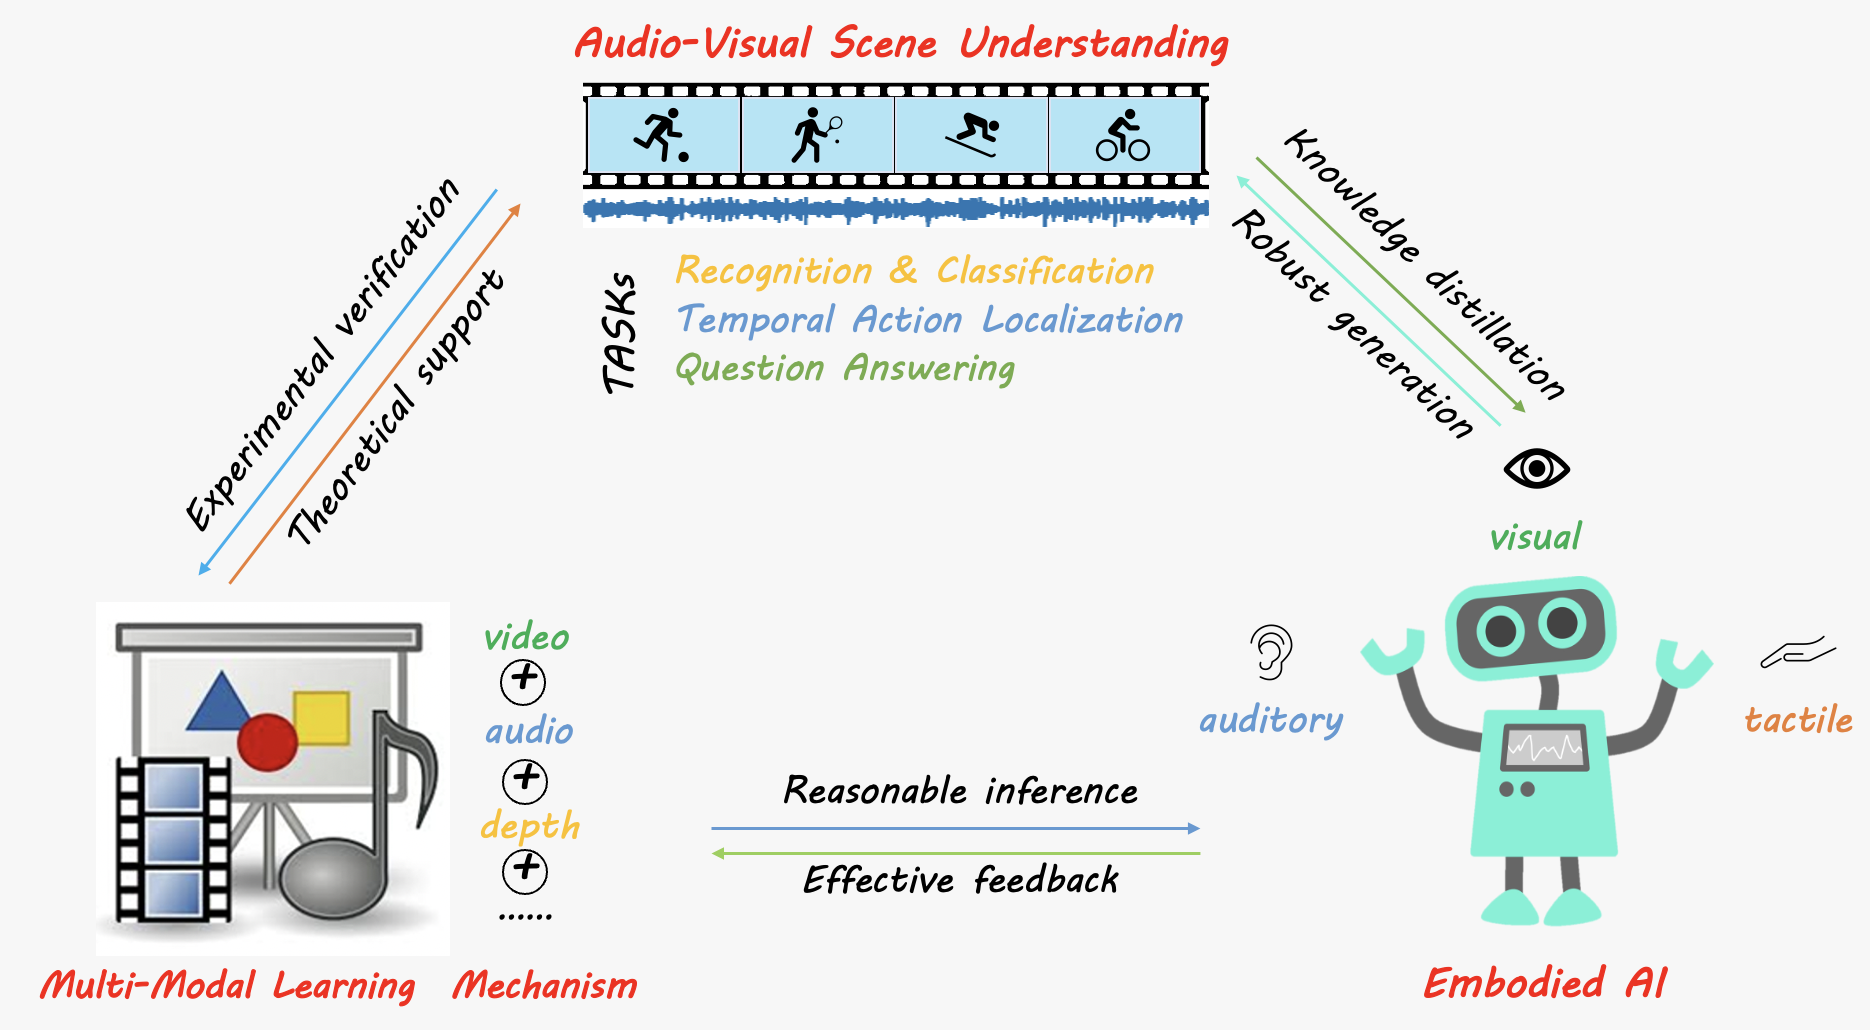 Audio-Visual Scene Understanding
TASKs
Recognition & Classification
Temporal Action Localization
Question Answering
Experimental verification
Theoretical support
Knowledge distillation
Robust generation
visual
auditory
tactile
video
+
audio
+
depth
+
......
Reasonable inference
Effective feedback
Multi-Modal Learning Mechanism
Embodied AI